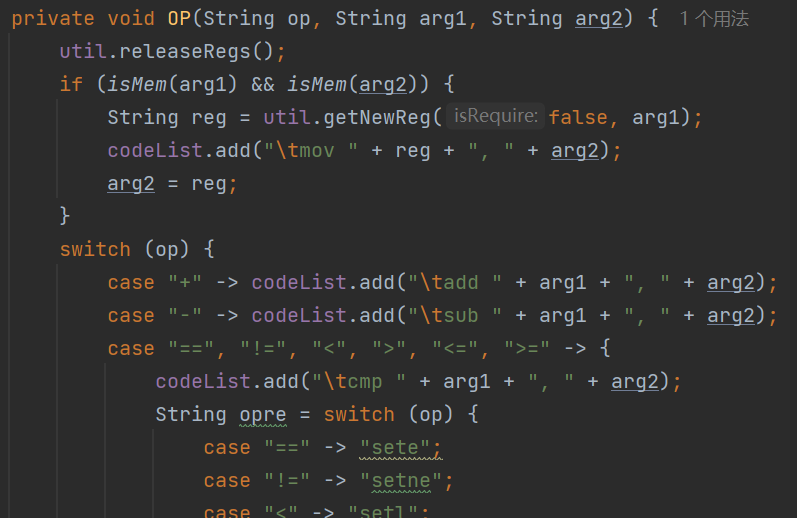 private void OP(String op, String arg1, String arg2) { 1 个用法
    util.releaseRegs();
    if (isMem(arg1) && isMem(arg2)) {
        String reg = util.getNewReg( isRequire: false, arg1);
        codeList.add("\tmov " + reg + ", " + arg2);
        arg2 = reg;
    }
    switch (op) {
        case "+" -> codeList.add("\tadd " + arg1 + ", " + arg2);
        case "-" -> codeList.add("\tsub " + arg1 + ", " + arg2);
        case "==", "!=", "<", ">", "<=", ">=" -> {
            codeList.add("\tcmp " + arg1 + ", " + arg2);
            String opre = switch (op) {
                case "==" -> "sete";
                case "!=" -> "setne";
                case "<" -> "setl";